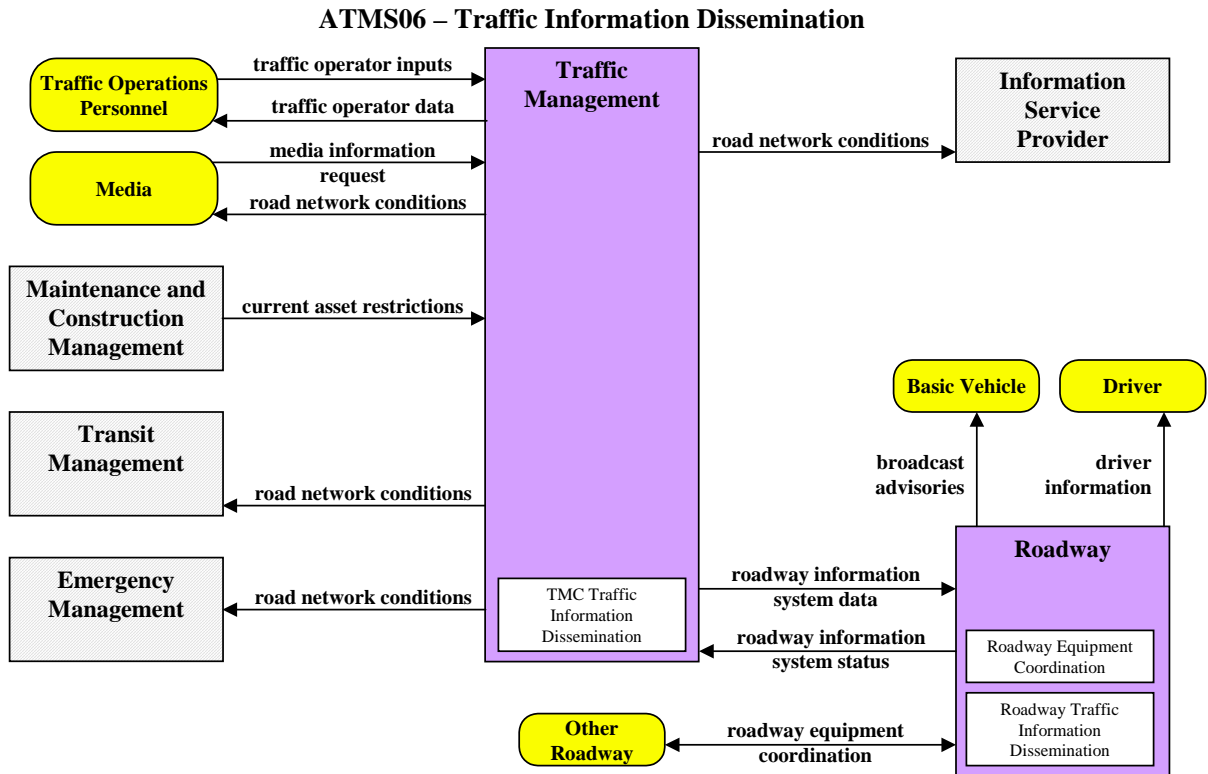 ATMS06 – Traffic Information Dissemination
Traffic Operations
Personnel
traffic operator inputs
traffic operator data
Media
media information
request
road network conditions
Traffic
Management
road network conditions
Information
Service
Provider
Maintenance and
Construction
Management
current asset restrictions
Transit
Management
road network conditions
Emergency
Management
road network conditions
TMC Traffic
Information
Dissemination
Basic Vehicle
Driver
broadcast
advisories
driver
information
Roadway
roadway information
system data
roadway information
system status
Roadway Equipment
Coordination
Roadway Traffic
Information
Dissemination
Other
Roadway
roadway equipment
coordination